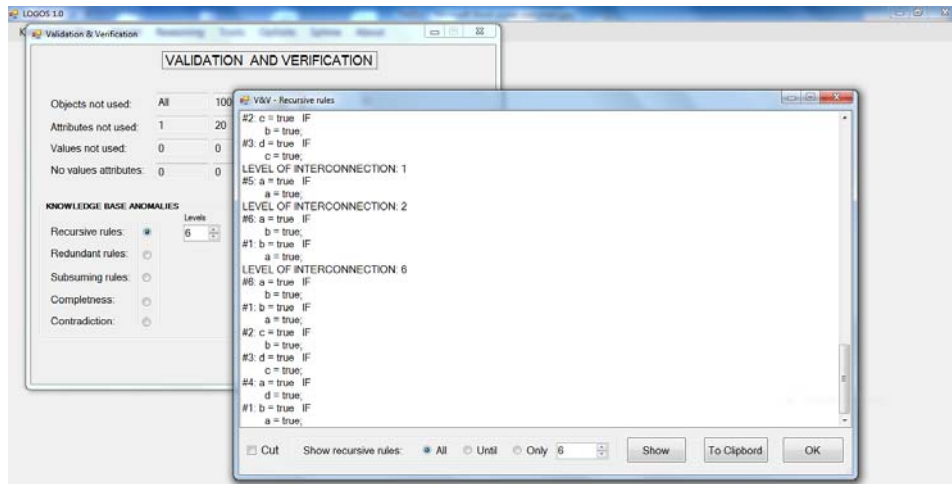 LOGOS 1.0
K
Validation & Verification
Reasoning Tools Options Spline About
VALIDATION AND VERIFICATION
Objects not used: All 100
Attributes not used: 1 20
Values not used: 0 0
No values attributes: 0 0
KNOWLEDGE BASE ANOMALIES
Levels
Recursive rules: 6
Redundant rules:
Subsuming rules:
Completness:
Contradiction:
V&V - Recursive rules
#2: c = true IF
b = true;
#3: d = true IF
c = true;
LEVEL OF INTERCONNECTION: 1
#5: a = true IF
a = true;
LEVEL OF INTERCONNECTION: 2
#6: a = true IF
b = true;
#1: b = true IF
a = true;
LEVEL OF INTERCONNECTION: 6
#6: a = true IF
b = true;
#1: b = true IF
a = true;
#2: c = true IF
b = true;
#3: d = true IF
c = true;
#4: a = true IF
d = true;
#1: b = true IF
a = true;
Cut Show recursive rules: All Until Only 6 Show To Clipbord OK